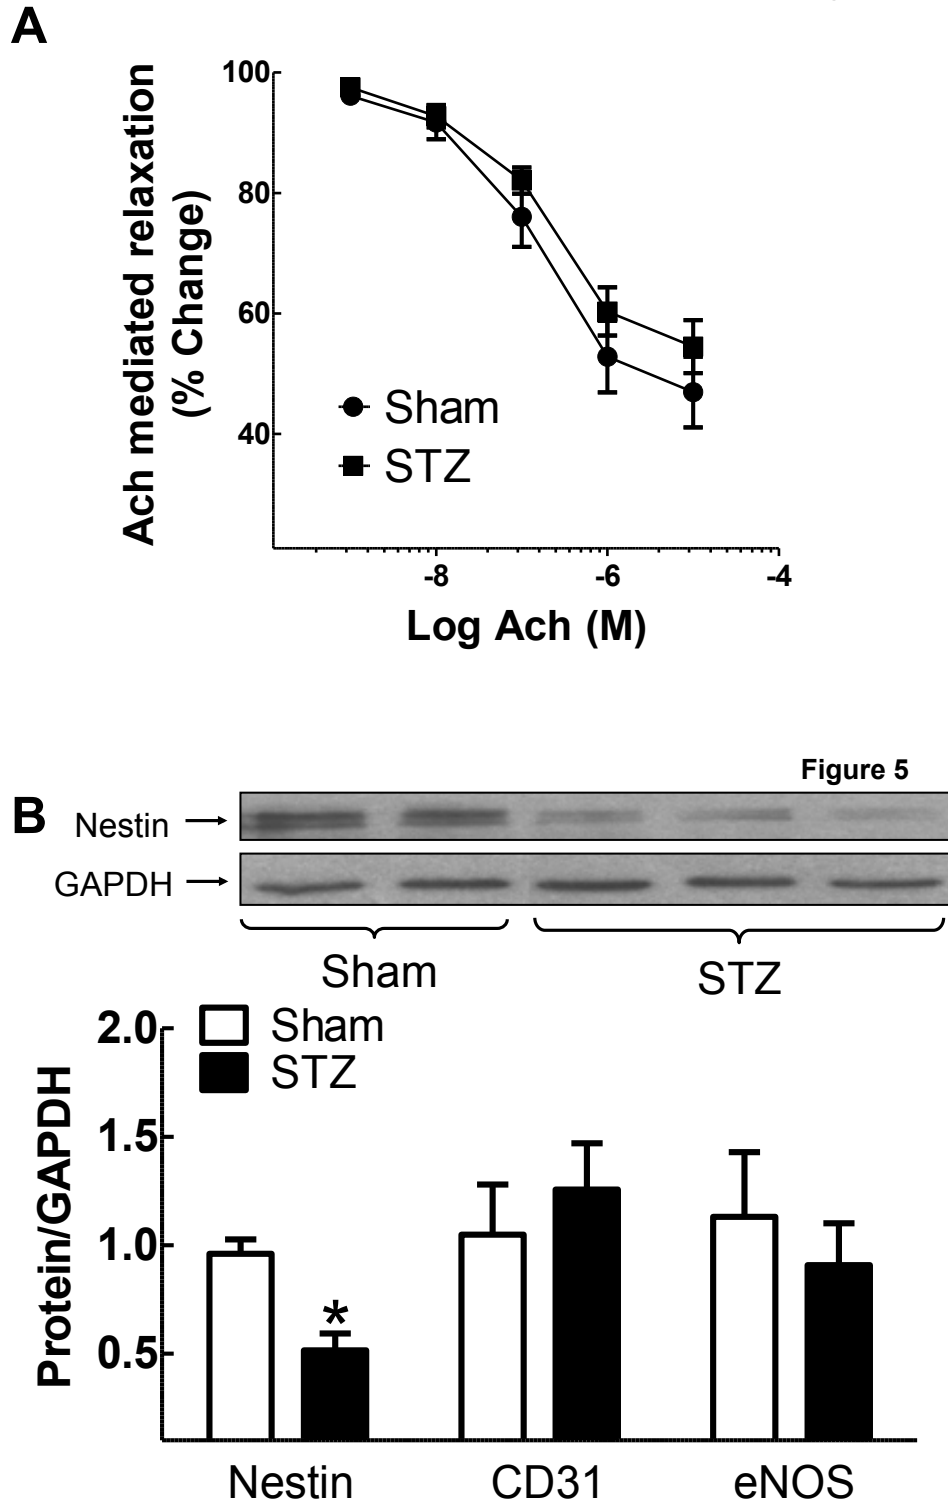 A
Ach mediated relaxation
(% Change)
100
80
60
40
Sham
STZ
-8
-6
-4
Log Ach (M)
Figure 5
B
Nestin
GAPDH
Sham
STZ
Sham
STZ
Protein/GAPDH
2.0
1.5
1.0
0.5
*
Nestin
CD31
eNOS